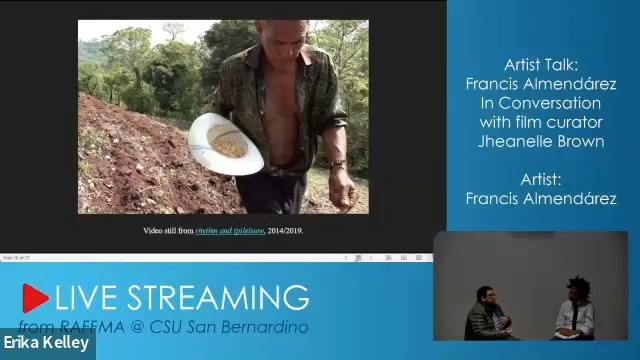 Artist Talk:
Francis Almendárez
In Conversation
with film curator
Jheanelle Brown
Artist:
Francis Almendárez
Video still from rhythm and (p)leisure, 2014/2019.
LIVE STREAMING
from RAFFMA @ CSU San Bernardino
Erika Kelley